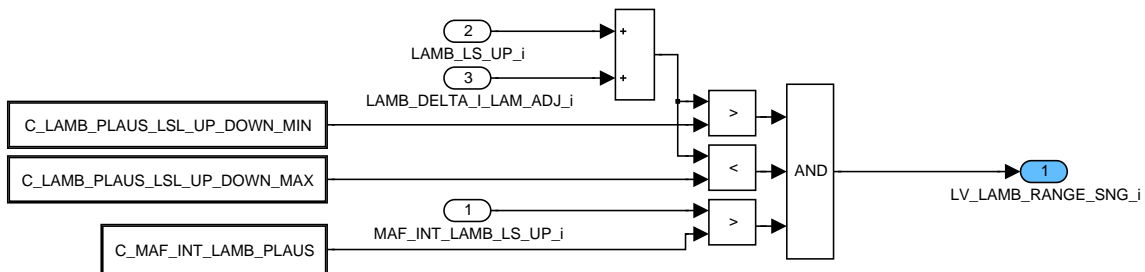 2
LAMB_LS_UP_i
+
3
+
LAMB_DELTA_I_LAM_ADJ_i
C_LAMB_PLAUS_LSL_UP_DOWN_MIN
>
C_LAMB_PLAUS_LSL_UP_DOWN_MAX
<
AND
1
LV_LAMB_RANGE_SNG_i
1
>
MAF_INT_LAMB_LS_UP_i
C_MAF_INT_LAMB_PLAUS